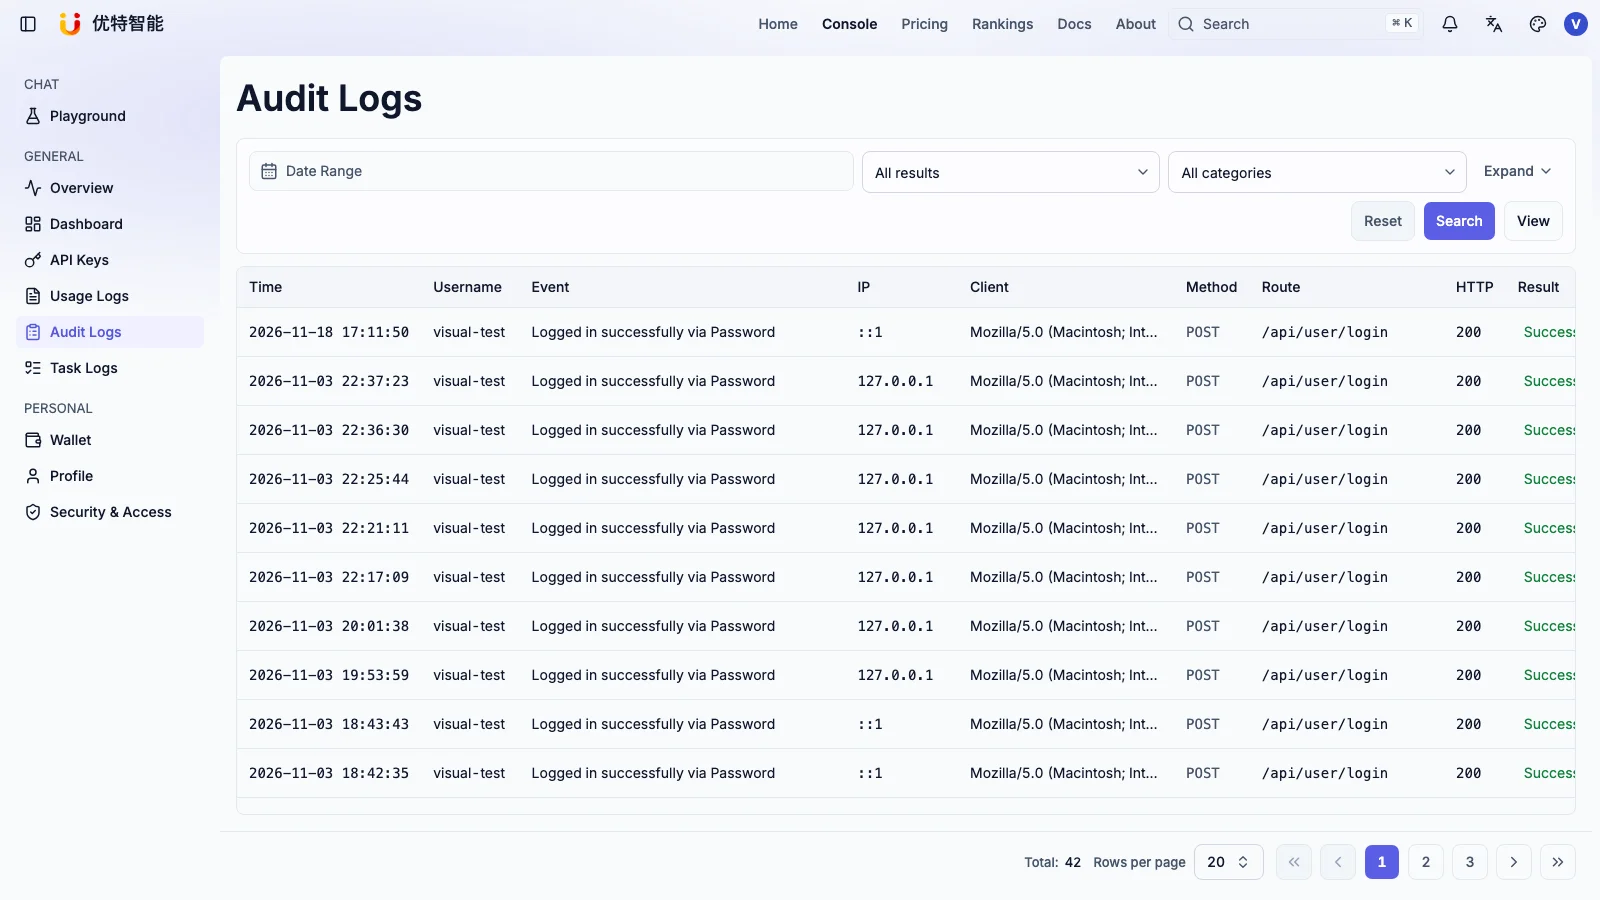 优特智能
Home Console Pricing Rankings Docs About Search ⌘ K V
CHAT
Playground
GENERAL
Overview
Dashboard
API Keys
Usage Logs
Audit Logs
Task Logs
PERSONAL
Wallet
Profile
Security & Access
Audit Logs
Date Range All results All categories Expand
Reset Search View
Time Username Event IP Client Method Route HTTP Result
2026-11-18 17:11:50 visual-test Logged in successfully via Password ::1 Mozilla/5.0 (Macintosh; Int... POST /api/user/login 200 Success
2026-11-03 22:37:23 visual-test Logged in successfully via Password 127.0.0.1 Mozilla/5.0 (Macintosh; Int... POST /api/user/login 200 Success
2026-11-03 22:36:30 visual-test Logged in successfully via Password 127.0.0.1 Mozilla/5.0 (Macintosh; Int... POST /api/user/login 200 Success
2026-11-03 22:25:44 visual-test Logged in successfully via Password 127.0.0.1 Mozilla/5.0 (Macintosh; Int... POST /api/user/login 200 Success
2026-11-03 22:21:11 visual-test Logged in successfully via Password 127.0.0.1 Mozilla/5.0 (Macintosh; Int... POST /api/user/login 200 Success
2026-11-03 22:17:09 visual-test Logged in successfully via Password 127.0.0.1 Mozilla/5.0 (Macintosh; Int... POST /api/user/login 200 Success
2026-11-03 20:01:38 visual-test Logged in successfully via Password 127.0.0.1 Mozilla/5.0 (Macintosh; Int... POST /api/user/login 200 Success
2026-11-03 19:53:59 visual-test Logged in successfully via Password 127.0.0.1 Mozilla/5.0 (Macintosh; Int... POST /api/user/login 200 Success
2026-11-03 18:43:43 visual-test Logged in successfully via Password ::1 Mozilla/5.0 (Macintosh; Int... POST /api/user/login 200 Success
2026-11-03 18:42:35 visual-test Logged in successfully via Password ::1 Mozilla/5.0 (Macintosh; Int... POST /api/user/login 200 Success
Total: 42 Rows per page 20 1 2 3